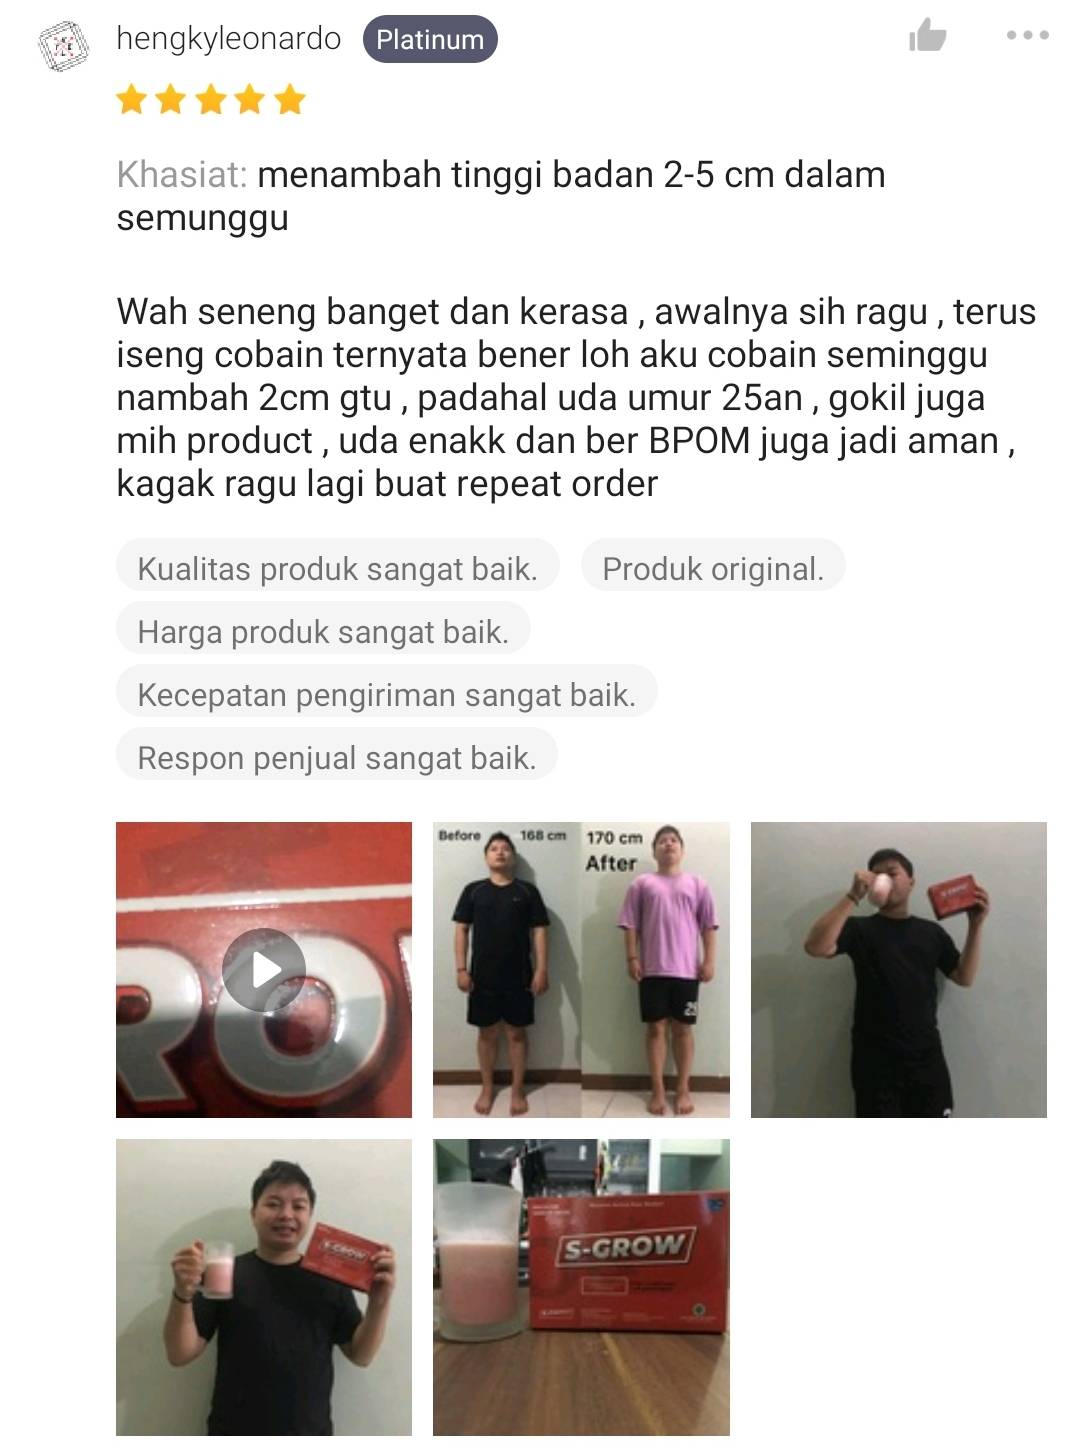 hengkyleonardo Platinum
Khasiat: menambah tinggi badan 2-5 cm dalam
semunggu
Wah seneng banget dan kerasa , awalnya sih ragu , terus
iseng cobain ternyata bener loh aku cobain seminggu
nambah 2cm gtu , padahal uda umur 25an , gokil juga
mih product , uda enakk dan ber BPOM juga jadi aman ,
kagak ragu lagi buat repeat order
Kualitas produk sangat baik. Produk original.
Harga produk sangat baik.
Kecepatan pengiriman sangat baik.
Respon penjual sangat baik.
RO
Before 168 cm 170 cm
After
S-GROW
S-GROW